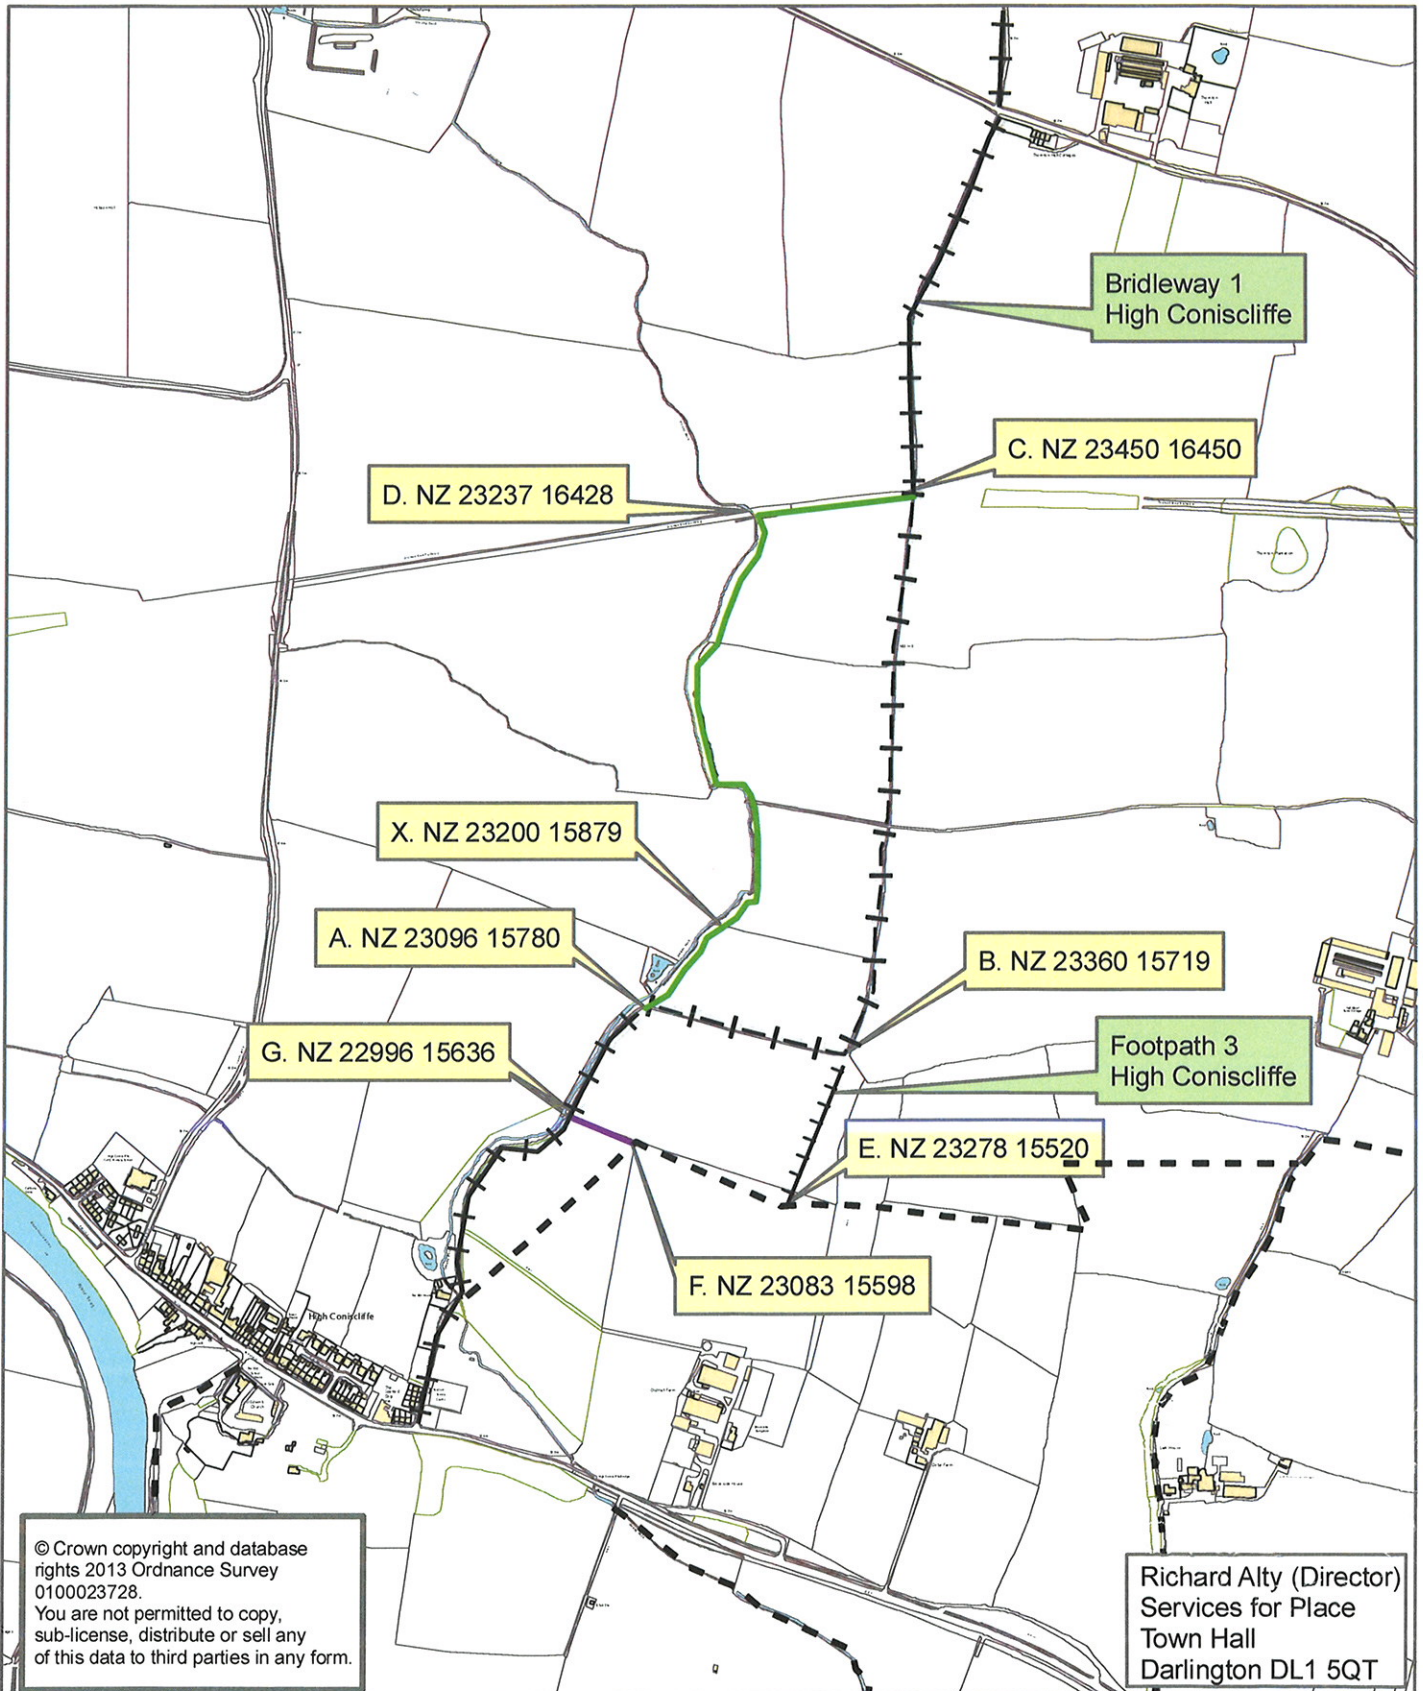 Bridleway 1
High Coniscliffe
C. NZ 23450 16450
D. NZ 23237 16428
X. NZ 23200 15879
A. NZ 23096 15780
B. NZ 23360 15719
G. NZ 22996 15636
Footpath 3
High Coniscliffe
E. NZ 23278 15520
F. NZ 23083 15598
High Coniscliffe
© Crown copyright and database
rights 2013 Ordnance Survey
0100023728.
You are not permitted to copy,
sub-license, distribute or sell any
of this data to third parties in any form.
Richard Alty (Director)
Services for Place
Town Hall
Darlington DL1 5QT